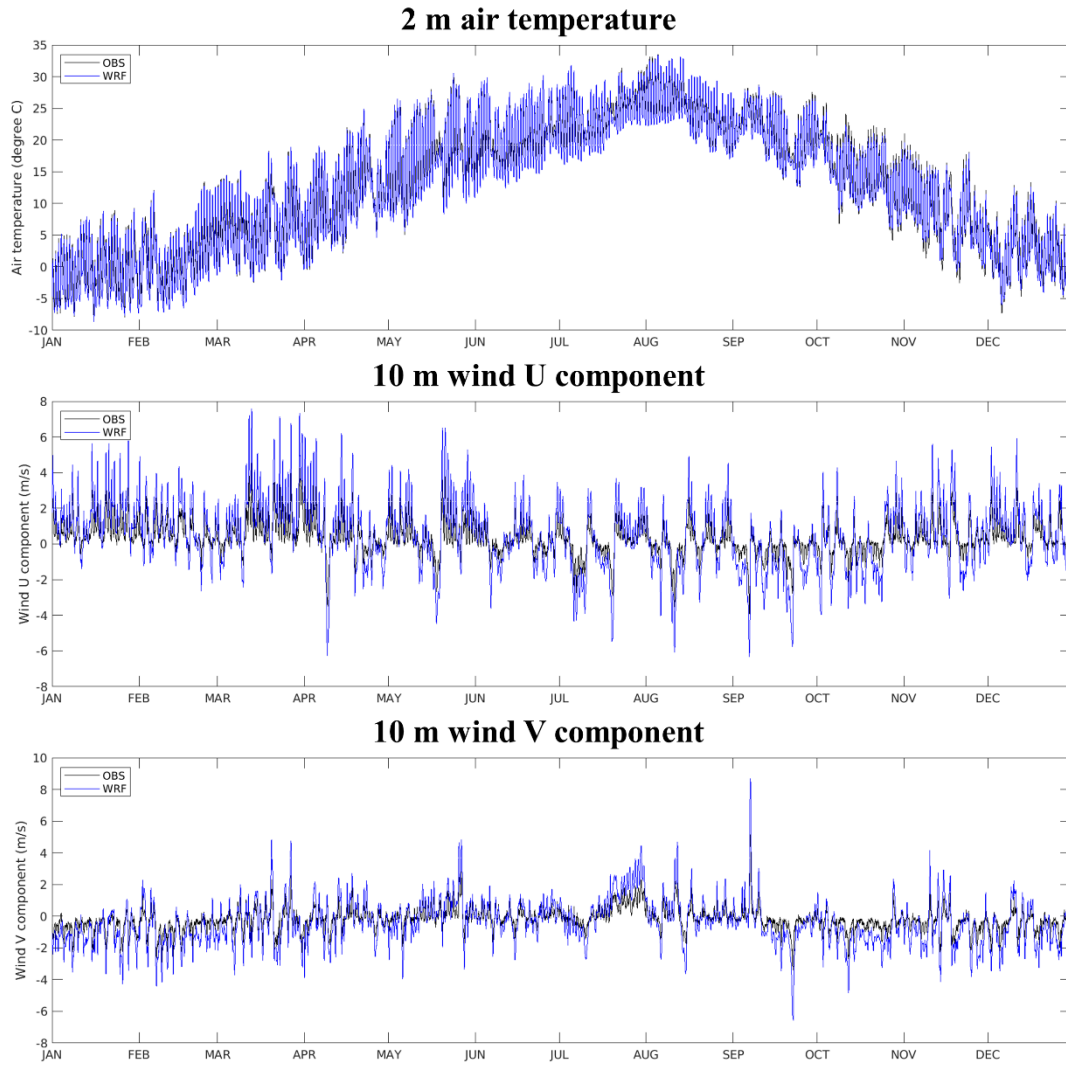 2 m air temperature
35
30
25
20
15
10
5
0
-5
-10
Air temperature (degree C)
OBS
WRF
JAN FEB MAR APR MAY JUN JUL AUG SEP OCT NOV DEC
10 m wind U component
8
6
4
2
0
-2
-4
-6
-8
Wind U component (m/s)
OBS
WRF
JAN FEB MAR APR MAY JUN JUL AUG SEP OCT NOV DEC
10 m wind V component
10
8
6
4
2
0
-2
-4
-6
-8
Wind V component (m/s)
OBS
WRF
JAN FEB MAR APR MAY JUN JUL AUG SEP OCT NOV DEC